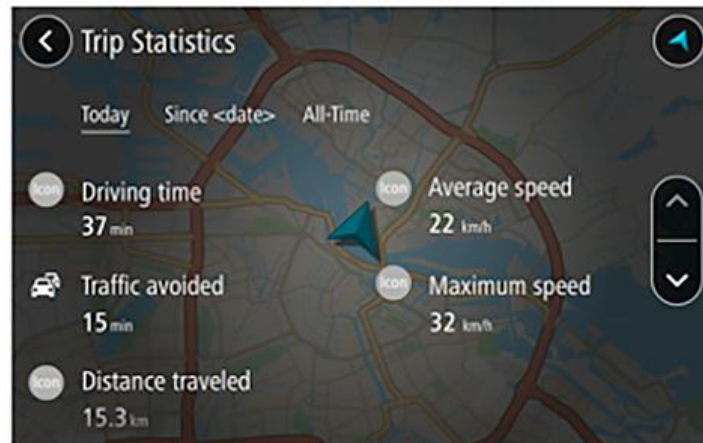 Trip Statistics
Today Since <date> All-Time
Icon Driving time
37 min
Icon Average speed
22 km/h
Traffic avoided
15 min
Icon Maximum speed
32 km/h
Icon Distance traveled
15.3 km